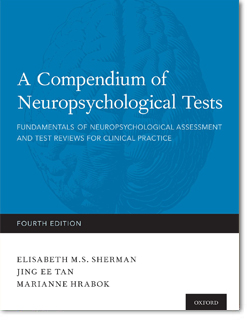 A Compendium of
Neuropsychological Tests
FUNDAMENTALS OF NEUROPSYCHOLOGICAL ASSESSMENT
AND TEST REVIEWS FOR CLINICAL PRACTICE
FOURTH EDITION
ELISABETH M.S. SHERMAN
JING EE TAN
MARIANNE HRABOK
OXFORD